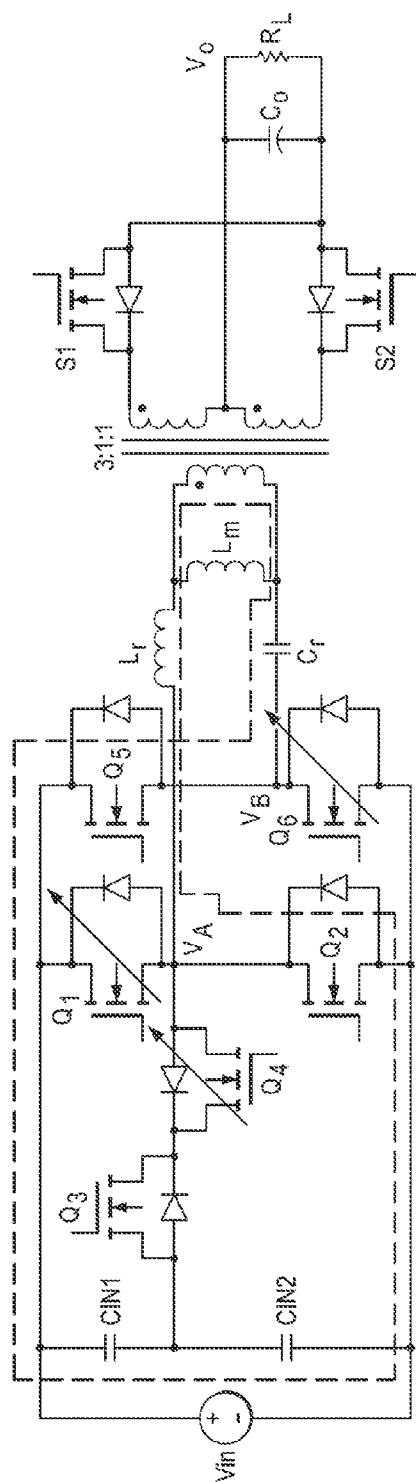 Vin
+
-
CIN1
CIN2
Q3
Q4
Q1
Q2
VA
Q5
VB
Q6
Lr
Lm
Cr
3:1:1
S1
S2
Vo
Co
RL